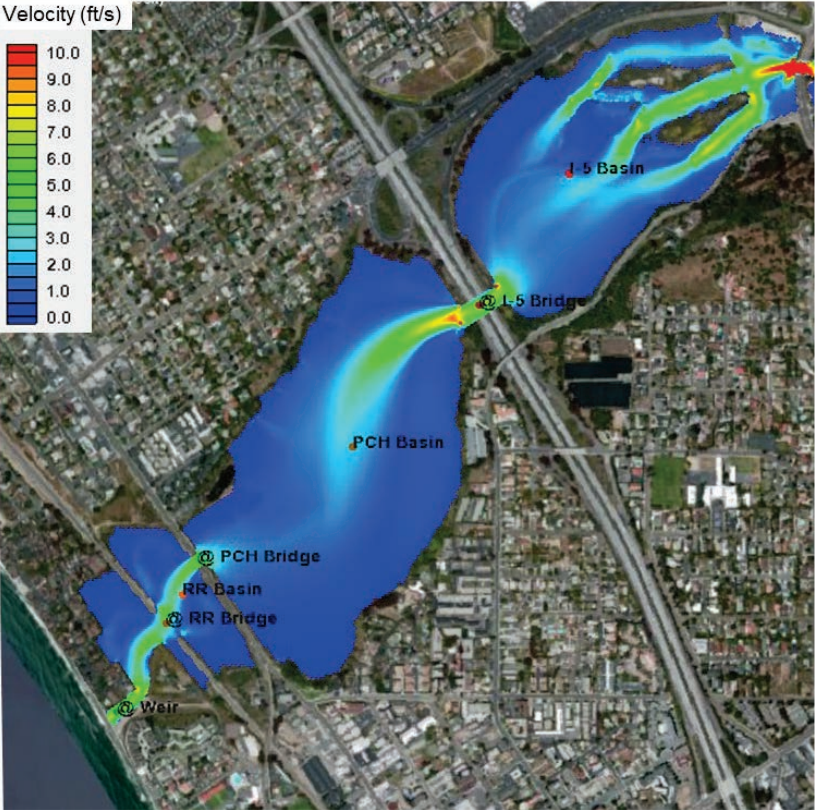 Velocity (ft/s)
10.0
9.0
8.0
7.0
6.0
5.0
4.0
3.0
2.0
1.0
0.0
I-5 Basin
@ I-5 Bridge
PCH Basin
@ PCH Bridge
RR Basin
@ RR Bridge
@ Weir